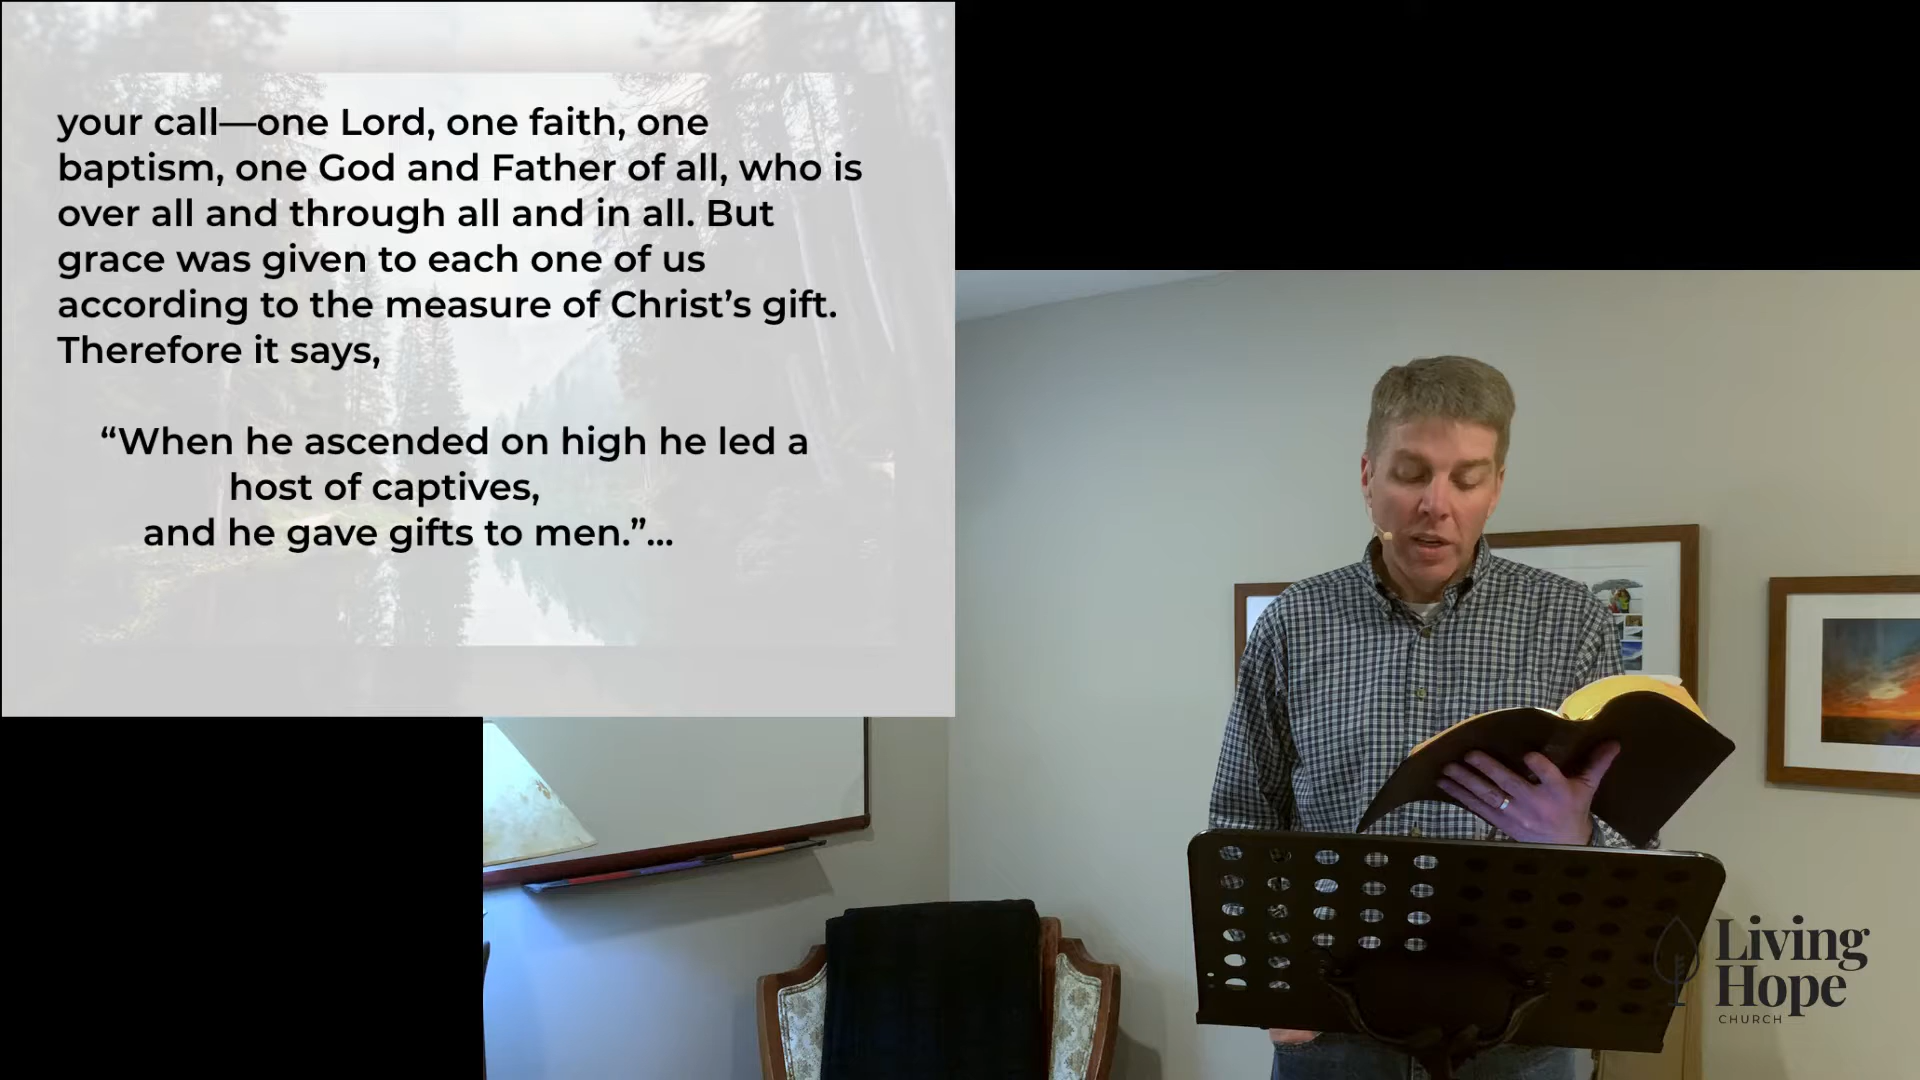 your call—one Lord, one faith, one
baptism, one God and Father of all, who is
over all and through all and in all. But
grace was given to each one of us
according to the measure of Christ’s gift.
Therefore it says,
“When he ascended on high he led a
host of captives,
and he gave gifts to men.”...
Living
Hope
CHURCH